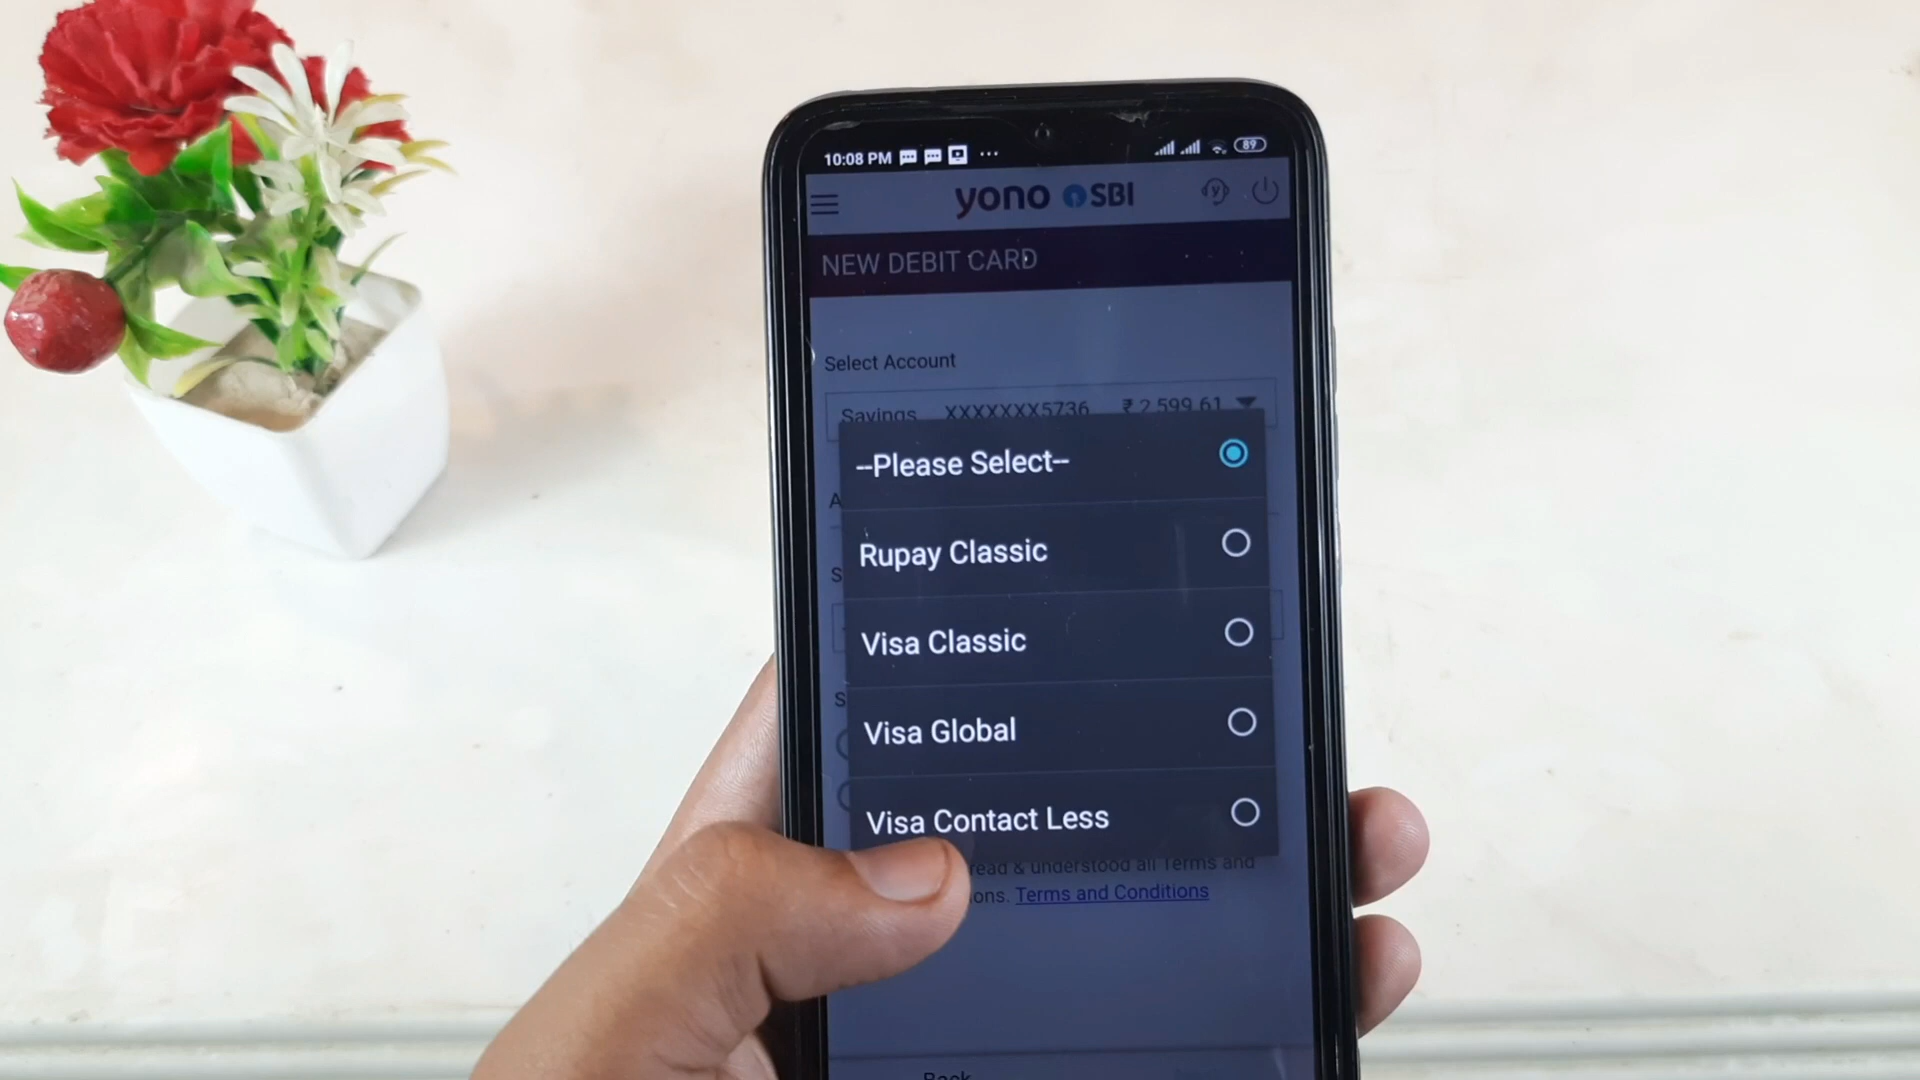 10:08 PM 89
yono SBI
NEW DEBIT CARD
Select Account
Savings XXXXXXX5736 ₹ 2,599.61
--Please Select--
Rupay Classic
Visa Classic
Visa Global
Visa Contact Less
read & understood all Terms and
Terms and Conditions
Back